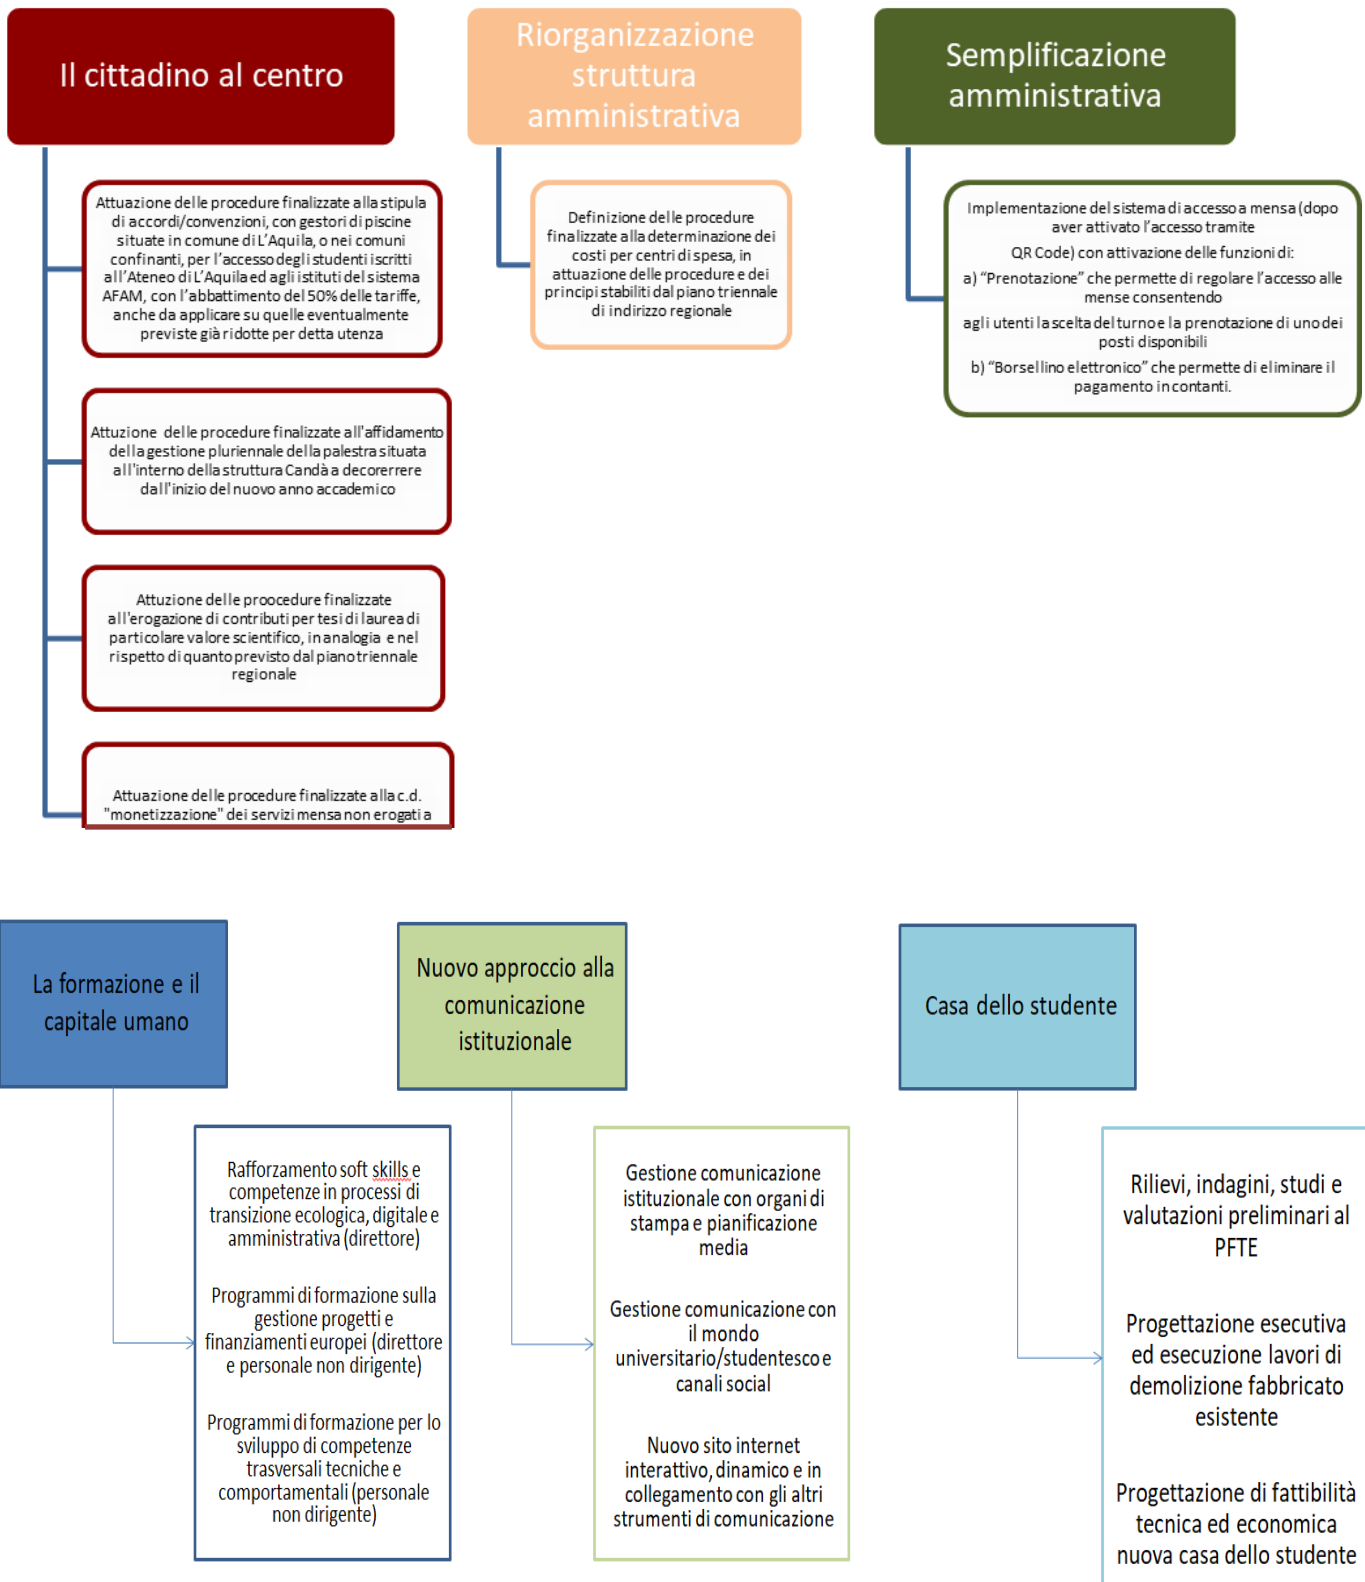 Il cittadino al centro
Attuazione delle procedure finalizzate alla stipula
di accordi/convenzioni, con gestori di piscine
situate in comune di L'Aquila, o nei comuni
confinanti, per l'accesso degli studenti iscritti
all'Ateneo di L'Aquila ed agli istituti del sistema
AFAM, con l'abbattimento del 50% delle tariffe,
anche da applicare su quelle eventualmente
previste già ridotte per detta utenza
Attuzione delle procedure finalizzate all'affidamento
della gestione pluriennale della palestra situata
all'interno della struttura Candà a decorerrere
dall'inizio del nuovo anno accademico
Attuzione delle proocedure finalizzate
all'erogazione di contributi per tesi di laurea di
particolare valore scientifico, in analogia e nel
rispetto di quanto previsto dal piano triennale
regionale
Attuazione delle procedure finalizzate alla c.d.
"monetizzazione" dei servizi mensa non erogati a
Riorganizzazione
struttura
amministrativa
Definizione delle procedure
finalizzate alla determinazione dei
costi per centri di spesa, in
attuazione delle procedure e dei
principi stabiliti dal piano triennale
di indirizzo regionale
Semplificazione
amministrativa
Implementazione del sistema di accesso a mensa (dopo
aver attivato l'accesso tramite
QR Code) con attivazione delle funzioni di:
a) “Prenotazione” che permette di regolare l'accesso alle
mense consentendo
agli utenti la scelta del turno e la prenotazione di uno dei
posti disponibili
b) “Borsellino elettronico” che permette di eliminare il
pagamento in contanti.
La formazione e il
capitale umano
Rafforzamento soft skills e
competenze in processi di
transizione ecologica, digitale e
amministrativa (direttore)
Programmi di formazione sulla
gestione progetti e
finanziamenti europei (direttore
e personale non dirigente)
Programmi di formazione per lo
sviluppo di competenze
trasversali tecniche e
comportamentali (personale
non dirigente)
Nuovo approccio alla
comunicazione
istituzionale
Gestione comunicazione
istituzionale con organi di
stampa e pianificazione
media
Gestione comunicazione con
il mondo
universitario/studentesco e
canali social
Nuovo sito internet
interattivo, dinamico e in
collegamento con gli altri
strumenti di comunicazione
Casa dello studente
Rilievi, indagini, studi e
valutazioni preliminari al
PFTE
Progettazione esecutiva
ed esecuzione lavori di
demolizione fabbricato
esistente
Progettazione di fattibilità
tecnica ed economica
nuova casa dello studente